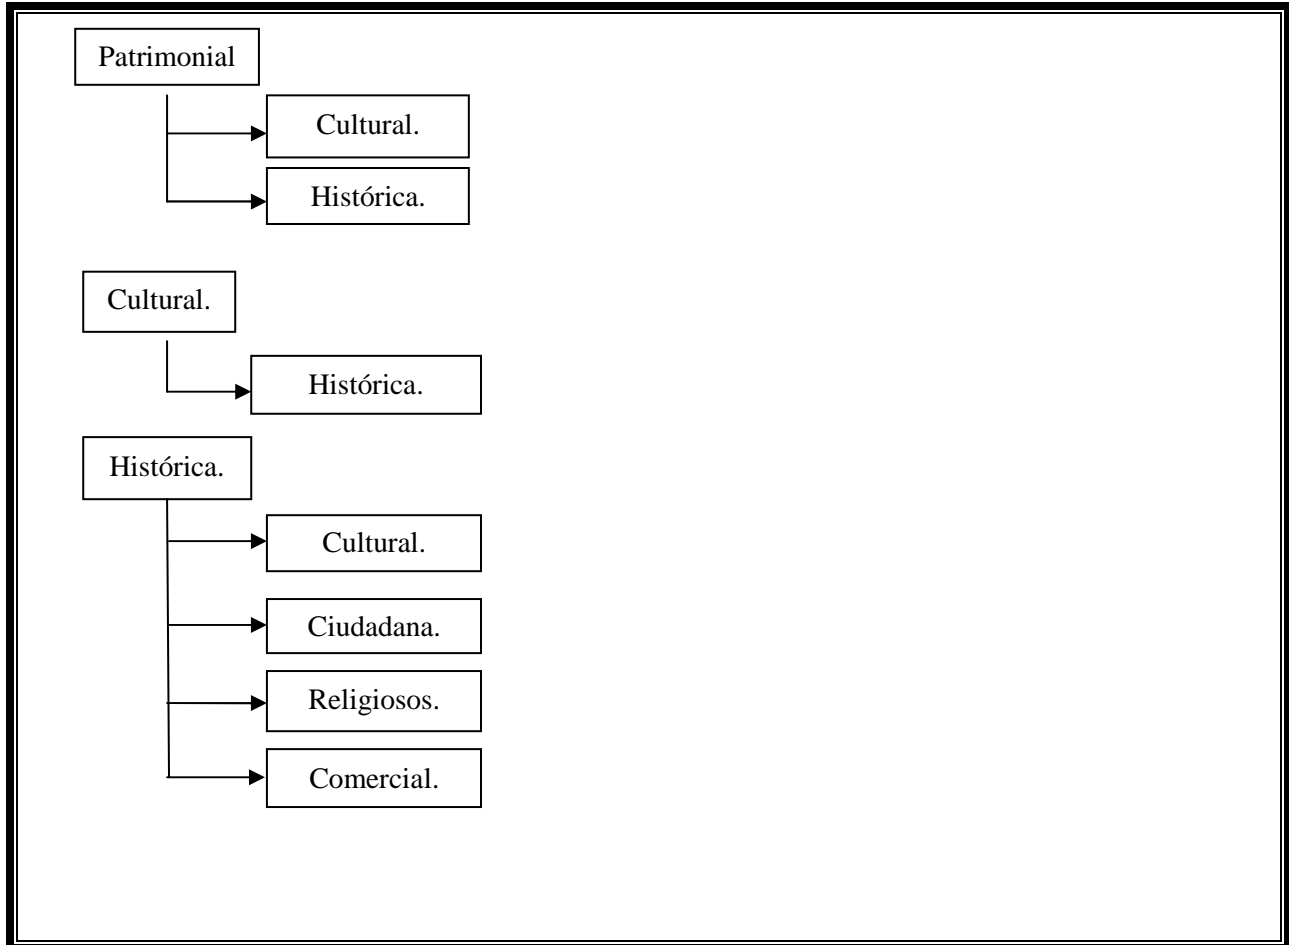 Patrimonial
Cultural.
Histórica.
Cultural.
Histórica.
Histórica.
Cultural.
Ciudadana.
Religiosos.
Comercial.